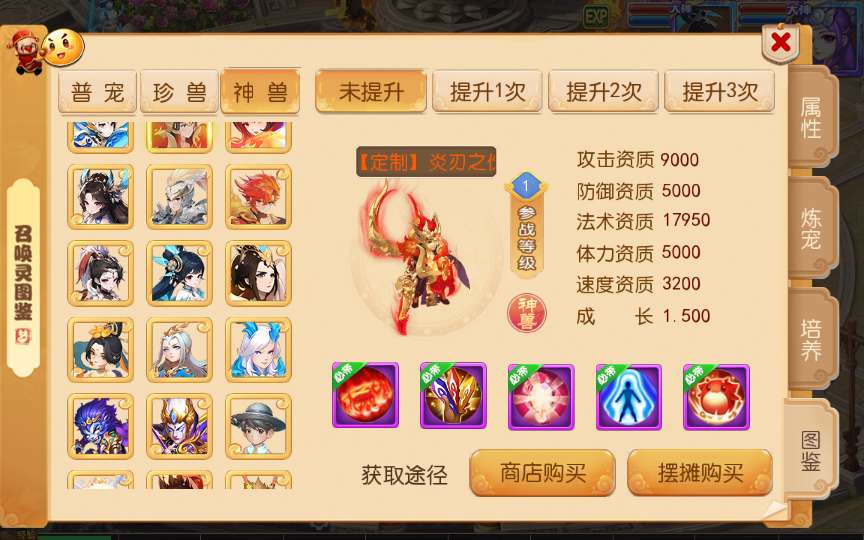 EXP
大神
大神
普宠
珍兽
神兽
未提升
提升1次
提升2次
提升3次
属性
炼宠
培养
图鉴
召唤灵图鉴
梦
【定制】炎刃之
1
参战等级
神兽
攻击资质 9000
防御资质 5000
法术资质 17950
体力资质 5000
速度资质 3200
成长 1.500
必带
必带
必带
必带
必带
获取途径
商店购买
摆摊购买